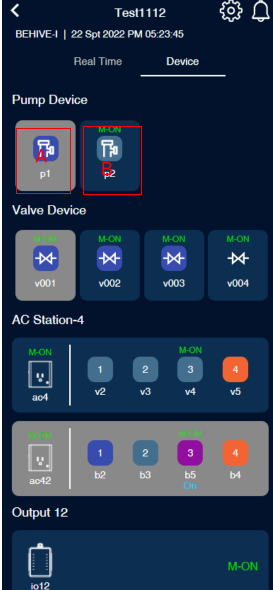 Test1112
BEHIVE-I | 22 Spt 2022 PM 05:23:45
Real Time Device
Pump Device
M-ON
A B
p1 p2
Valve Device
M-ON M-ON M-ON M-ON
v001 v002 v003 v004
AC Station-4
M-ON M-ON
1 2 3 4
ac4 v2 v3 v4 v5
M-ON M-ON
1 2 3 4
ac42 b2 b3 b5 b4
On
Output 12
M-ON
io12